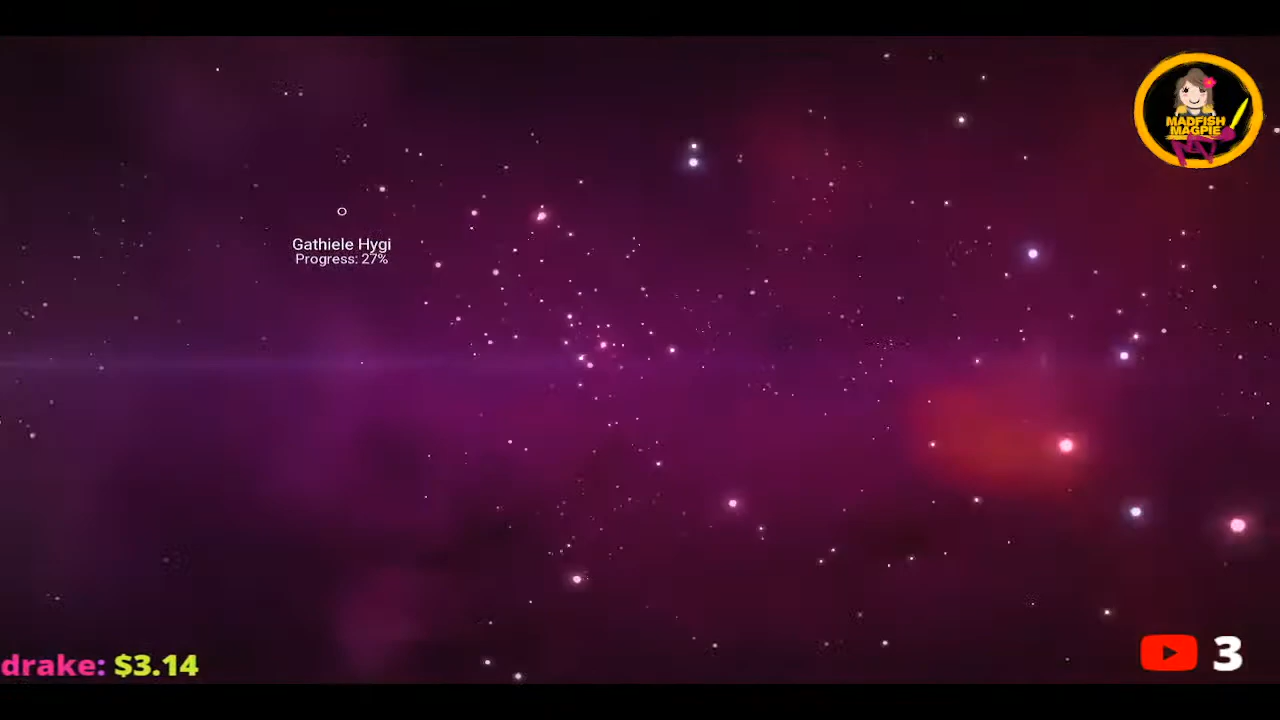 MADFISH
MAGPIE
Gathiele Hygi
Progress: 27%
drake: $3.14
3